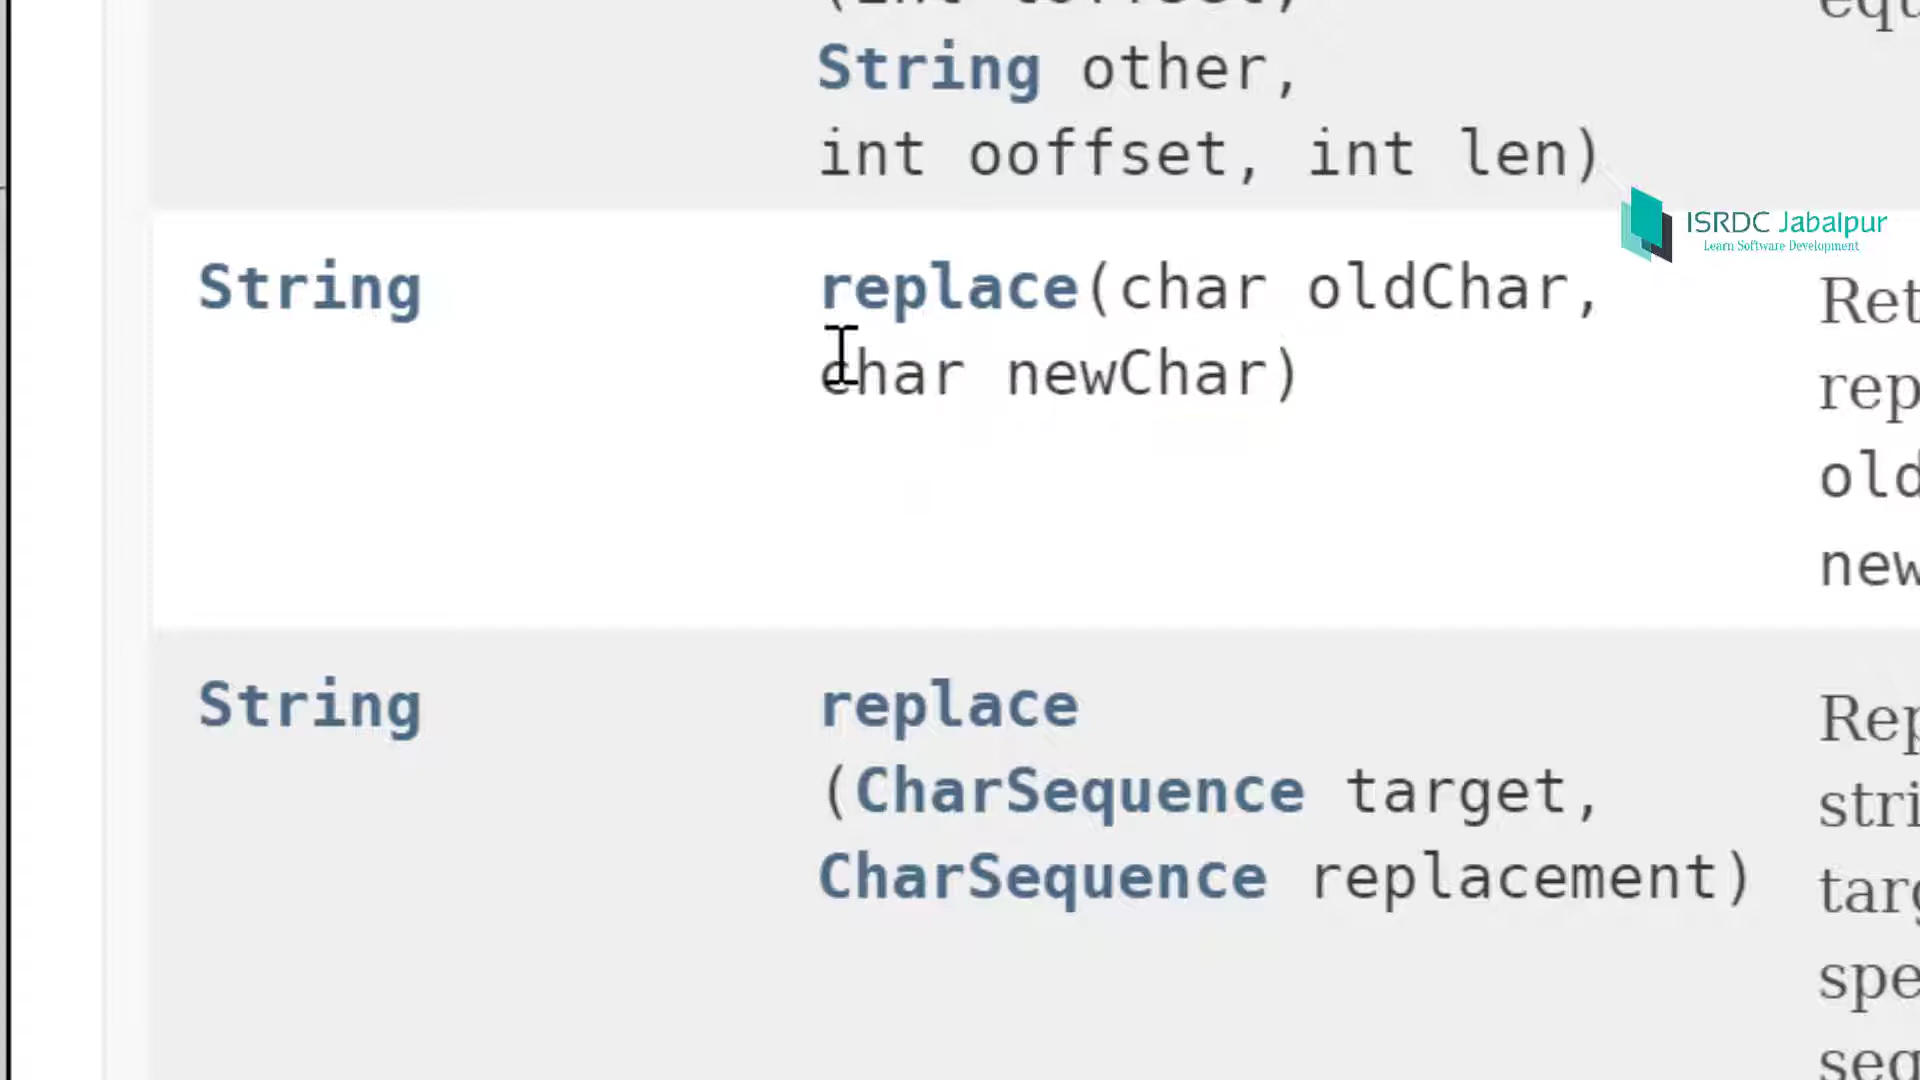 String other,
int ooffset, int len)
ISRDC Jabalpur
Learn Software Development
String replace(char oldChar,
char newChar)
String replace
(CharSequence target,
CharSequence replacement)